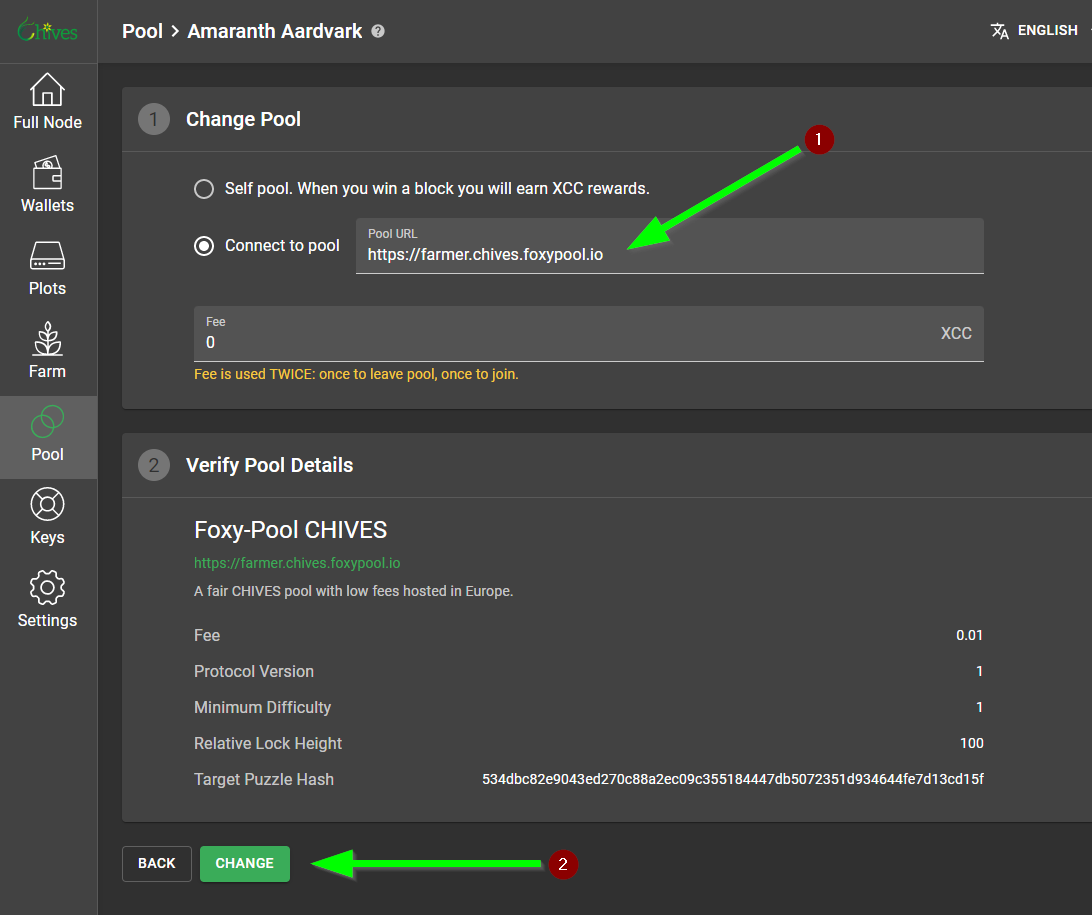 Chives
Pool > Amaranth Aardvark ?
ENGLISH
Full Node
Wallets
Plots
Farm
Pool
Keys
Settings
1 Change Pool
1
Self pool. When you win a block you will earn XCC rewards.
Connect to pool
Pool URL
https://farmer.chives.foxypool.io
Fee
0 XCC
Fee is used TWICE: once to leave pool, once to join.
2 Verify Pool Details
Foxy-Pool CHIVES
https://farmer.chives.foxypool.io
A fair CHIVES pool with low fees hosted in Europe.
Fee 0.01
Protocol Version 1
Minimum Difficulty 1
Relative Lock Height 100
Target Puzzle Hash 534dbc82e9043ed270c88a2ec09c355184447db5072351d934644fe7d13cd15f
BACK CHANGE 2